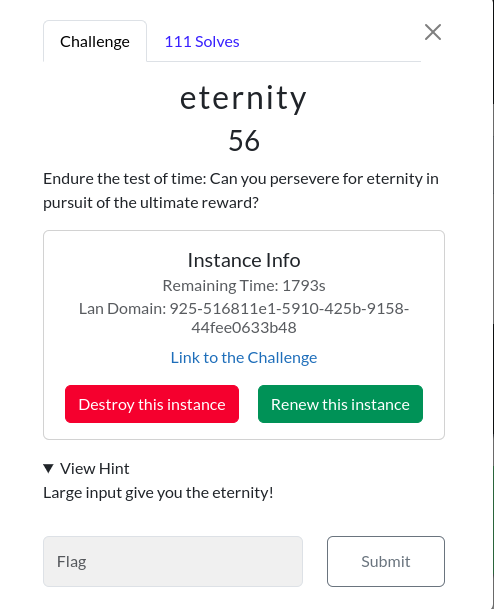 Challenge
111 Solves
eternity
56
Endure the test of time: Can you persevere for eternity in
pursuit of the ultimate reward?
Instance Info
Remaining Time: 1793s
Lan Domain: 925-516811e1-5910-425b-9158-
44fee0633b48
Link to the Challenge
Destroy this instance
Renew this instance
▼ View Hint
Large input give you the eternity!
Flag
Submit